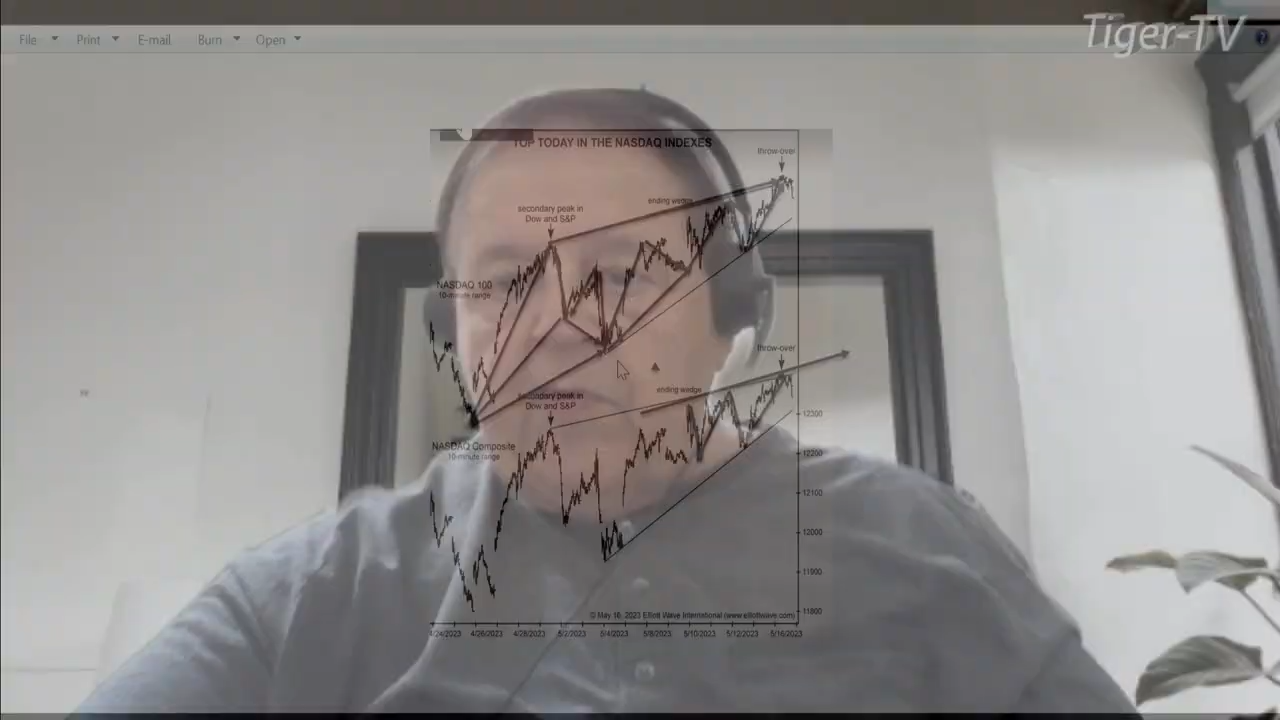 File Print E-mail Burn Open
Tiger-TV
TOP TODAY IN THE NASDAQ INDEXES
throw-over
ending wedge
secondary peak in
Dow and S&P
NASDAQ 100
10-minute range
throw-over
ending wedge
secondary peak in
Dow and S&P
NASDAQ Composite
10-minute range
12300
12200
12100
12000
11900
11800
© May 16, 2023 Elliott Wave International (www.elliottwave.com)
4/24/2023 4/26/2023 4/28/2023 5/2/2023 5/4/2023 5/8/2023 5/10/2023 5/12/2023 5/16/2023